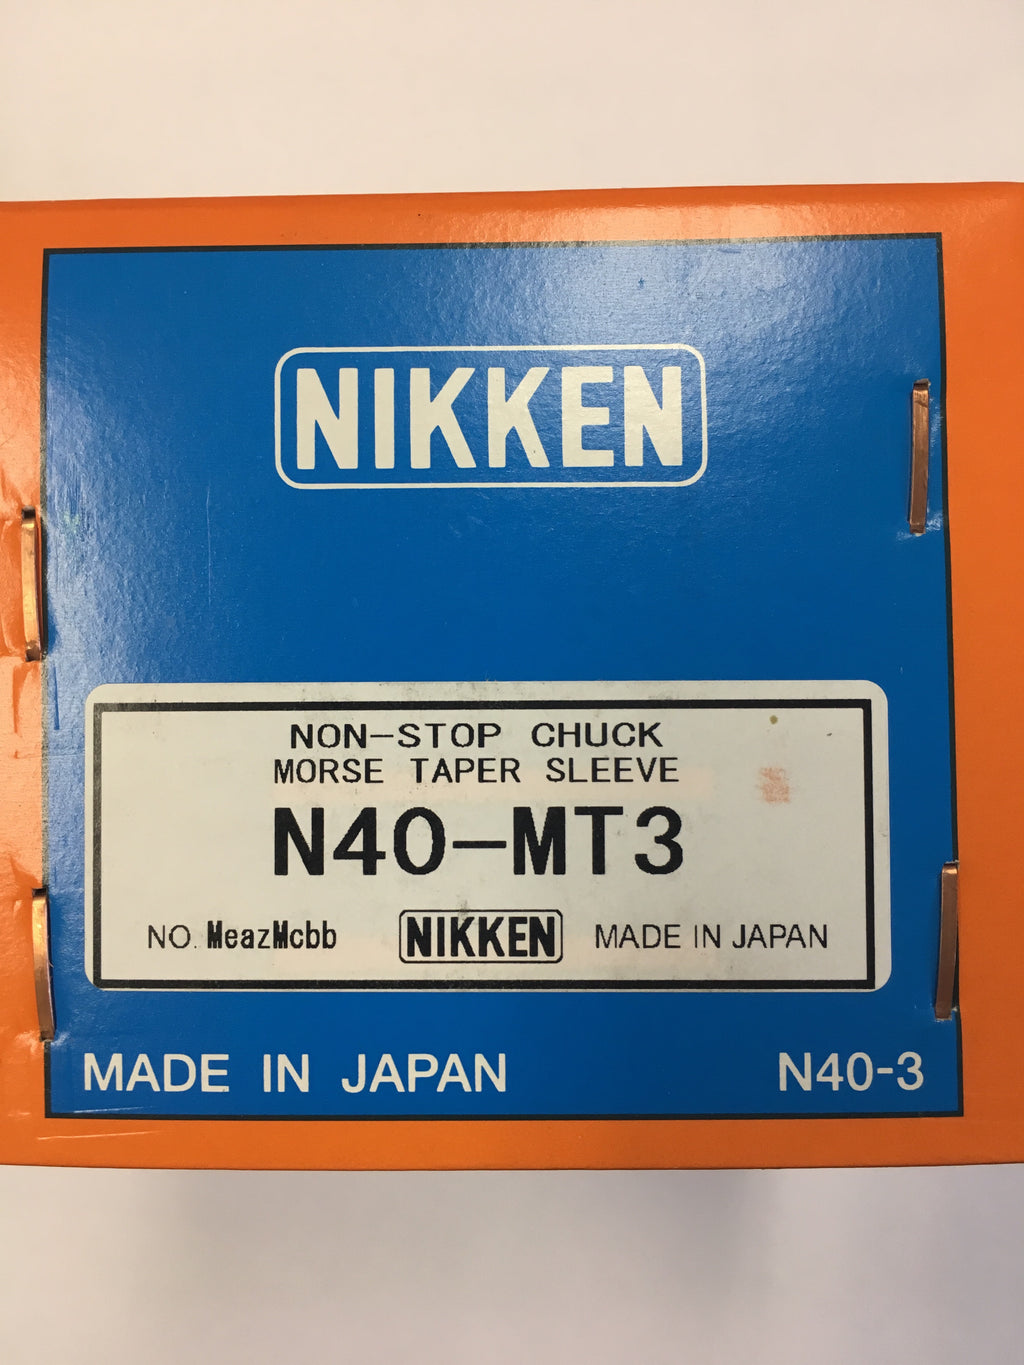 NIKKEN
NON-STOP CHUCK
MORSE TAPER SLEEVE
N40-MT3
NO. MeazMcbb NIKKEN MADE IN JAPAN
MADE IN JAPAN N40-3